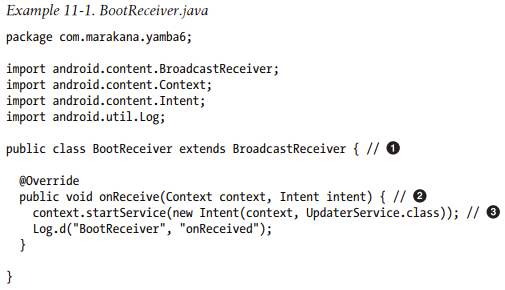 Example 11-1. BootReceiver.java
package com.marakana.yamba6;
import android.content.BroadcastReceiver;
import android.content.Context;
import android.content.Intent;
import android.util.Log;
public class BootReceiver extends BroadcastReceiver { // ❶
@Override
public void onReceive(Context context, Intent intent) { // ❷
context.startService(new Intent(context, UpdaterService.class)); // ❸
Log.d("BootReceiver", "onReceived");
}
}